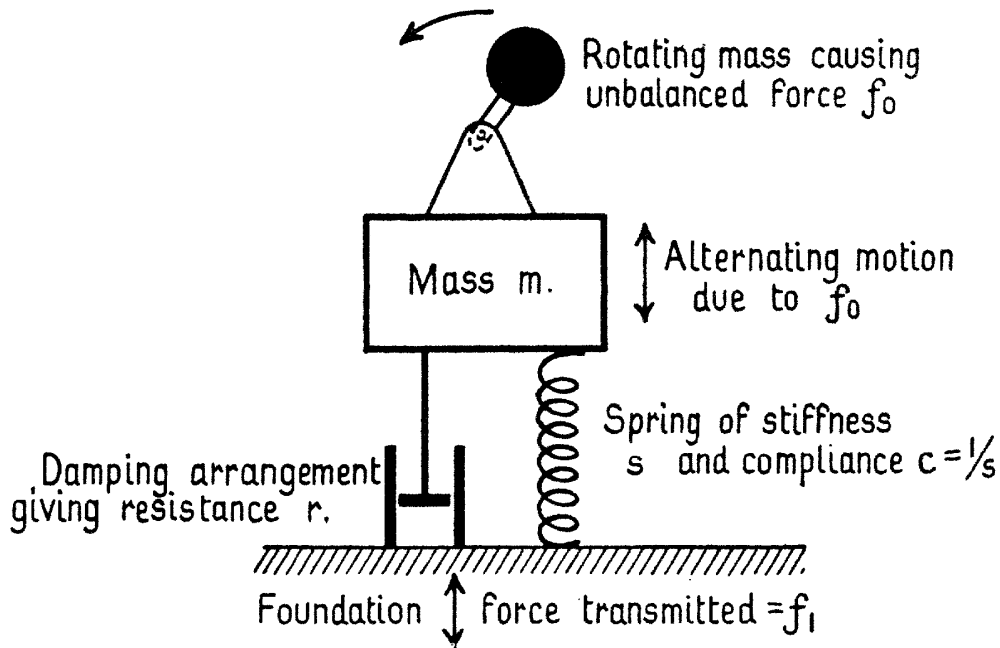 Rotating mass causing
unbalanced force f₀
Mass m.
Alternating motion
due to f₀
Spring of stiffness
s and compliance c=1/s
Damping arrangement
giving resistance r.
Foundation force transmitted=f₁